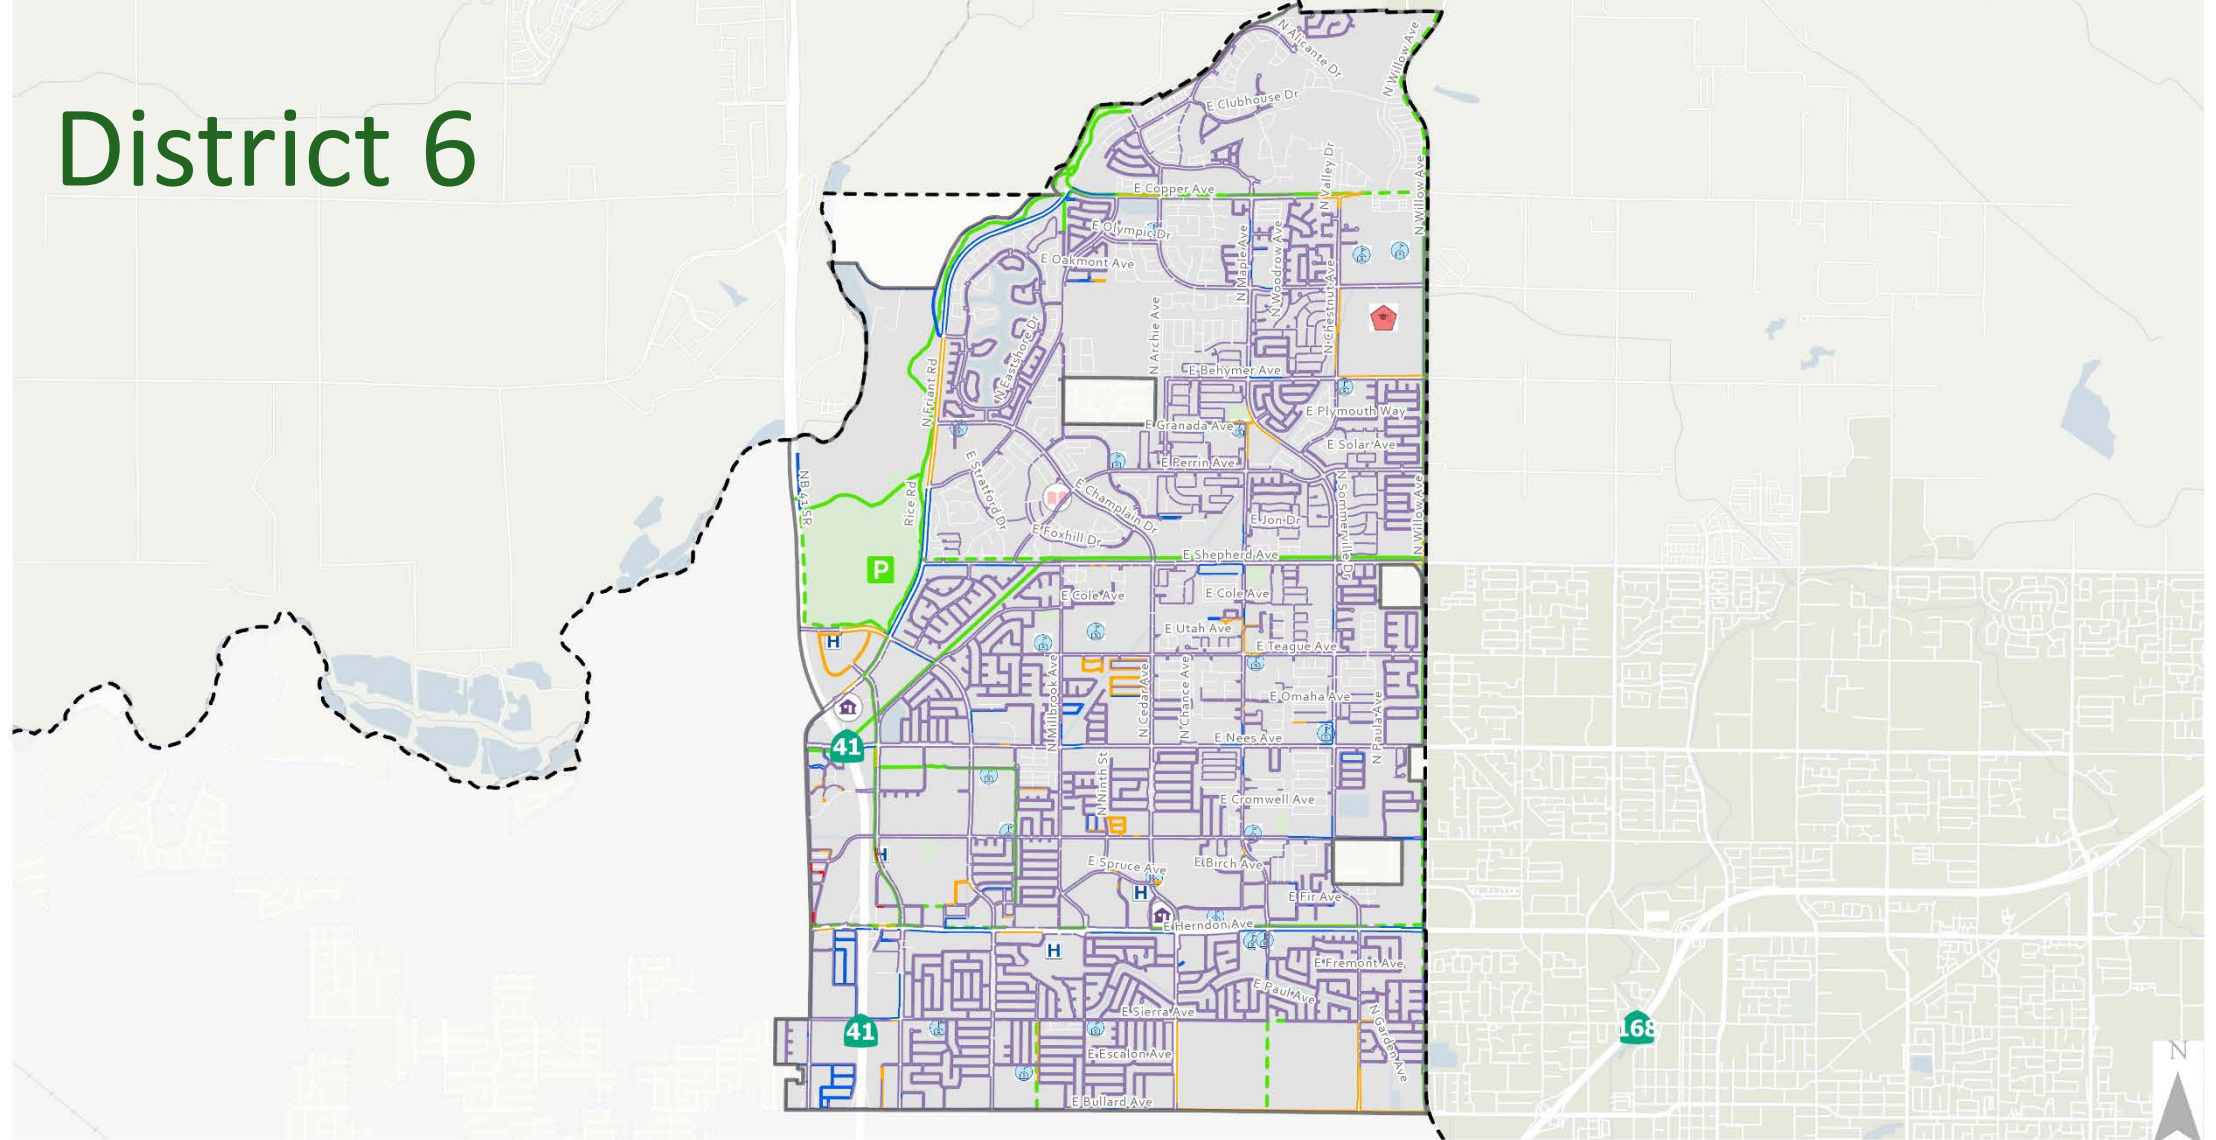 District 6
N Alicante Dr
N Willow Ave
E Clubhouse Dr
N Valley Dr
N Willow Ave
E Copper Ave
E Olympic Dr
E Oakmont Ave
N Maple Ave
N Woodrow Ave
N Chestnut Ave
N Archie Ave
N Eastshore Dr
N Friant Rd
E Behymer Ave
E Plymouth Way
E Granada Ave
E Solar Ave
E Perrin Ave
E Stratford Dr
NB 41 SR
Rice Rd
E Champlain Dr
E Jon Dr
N Sommerville Dr
N Willow Ave
E Foxhill Dr
E Shepherd Ave
P
E Cole Ave
E Cole Ave
E Utah Ave
H
E Teague Ave
N Millbrook Ave
N Cedar Ave
N Chance Ave
E Omaha Ave
N Paula Ave
41
E Nees Ave
N Ninth St
E Cromwell Ave
H
E Spruce Ave
E Birch Ave
H
E Fir Ave
E Herndon Ave
H
E Fremont Ave
E Paul Ave
E Sierra Ave
N Garden Ave
41
168
E Escalon Ave
E Bullard Ave
N